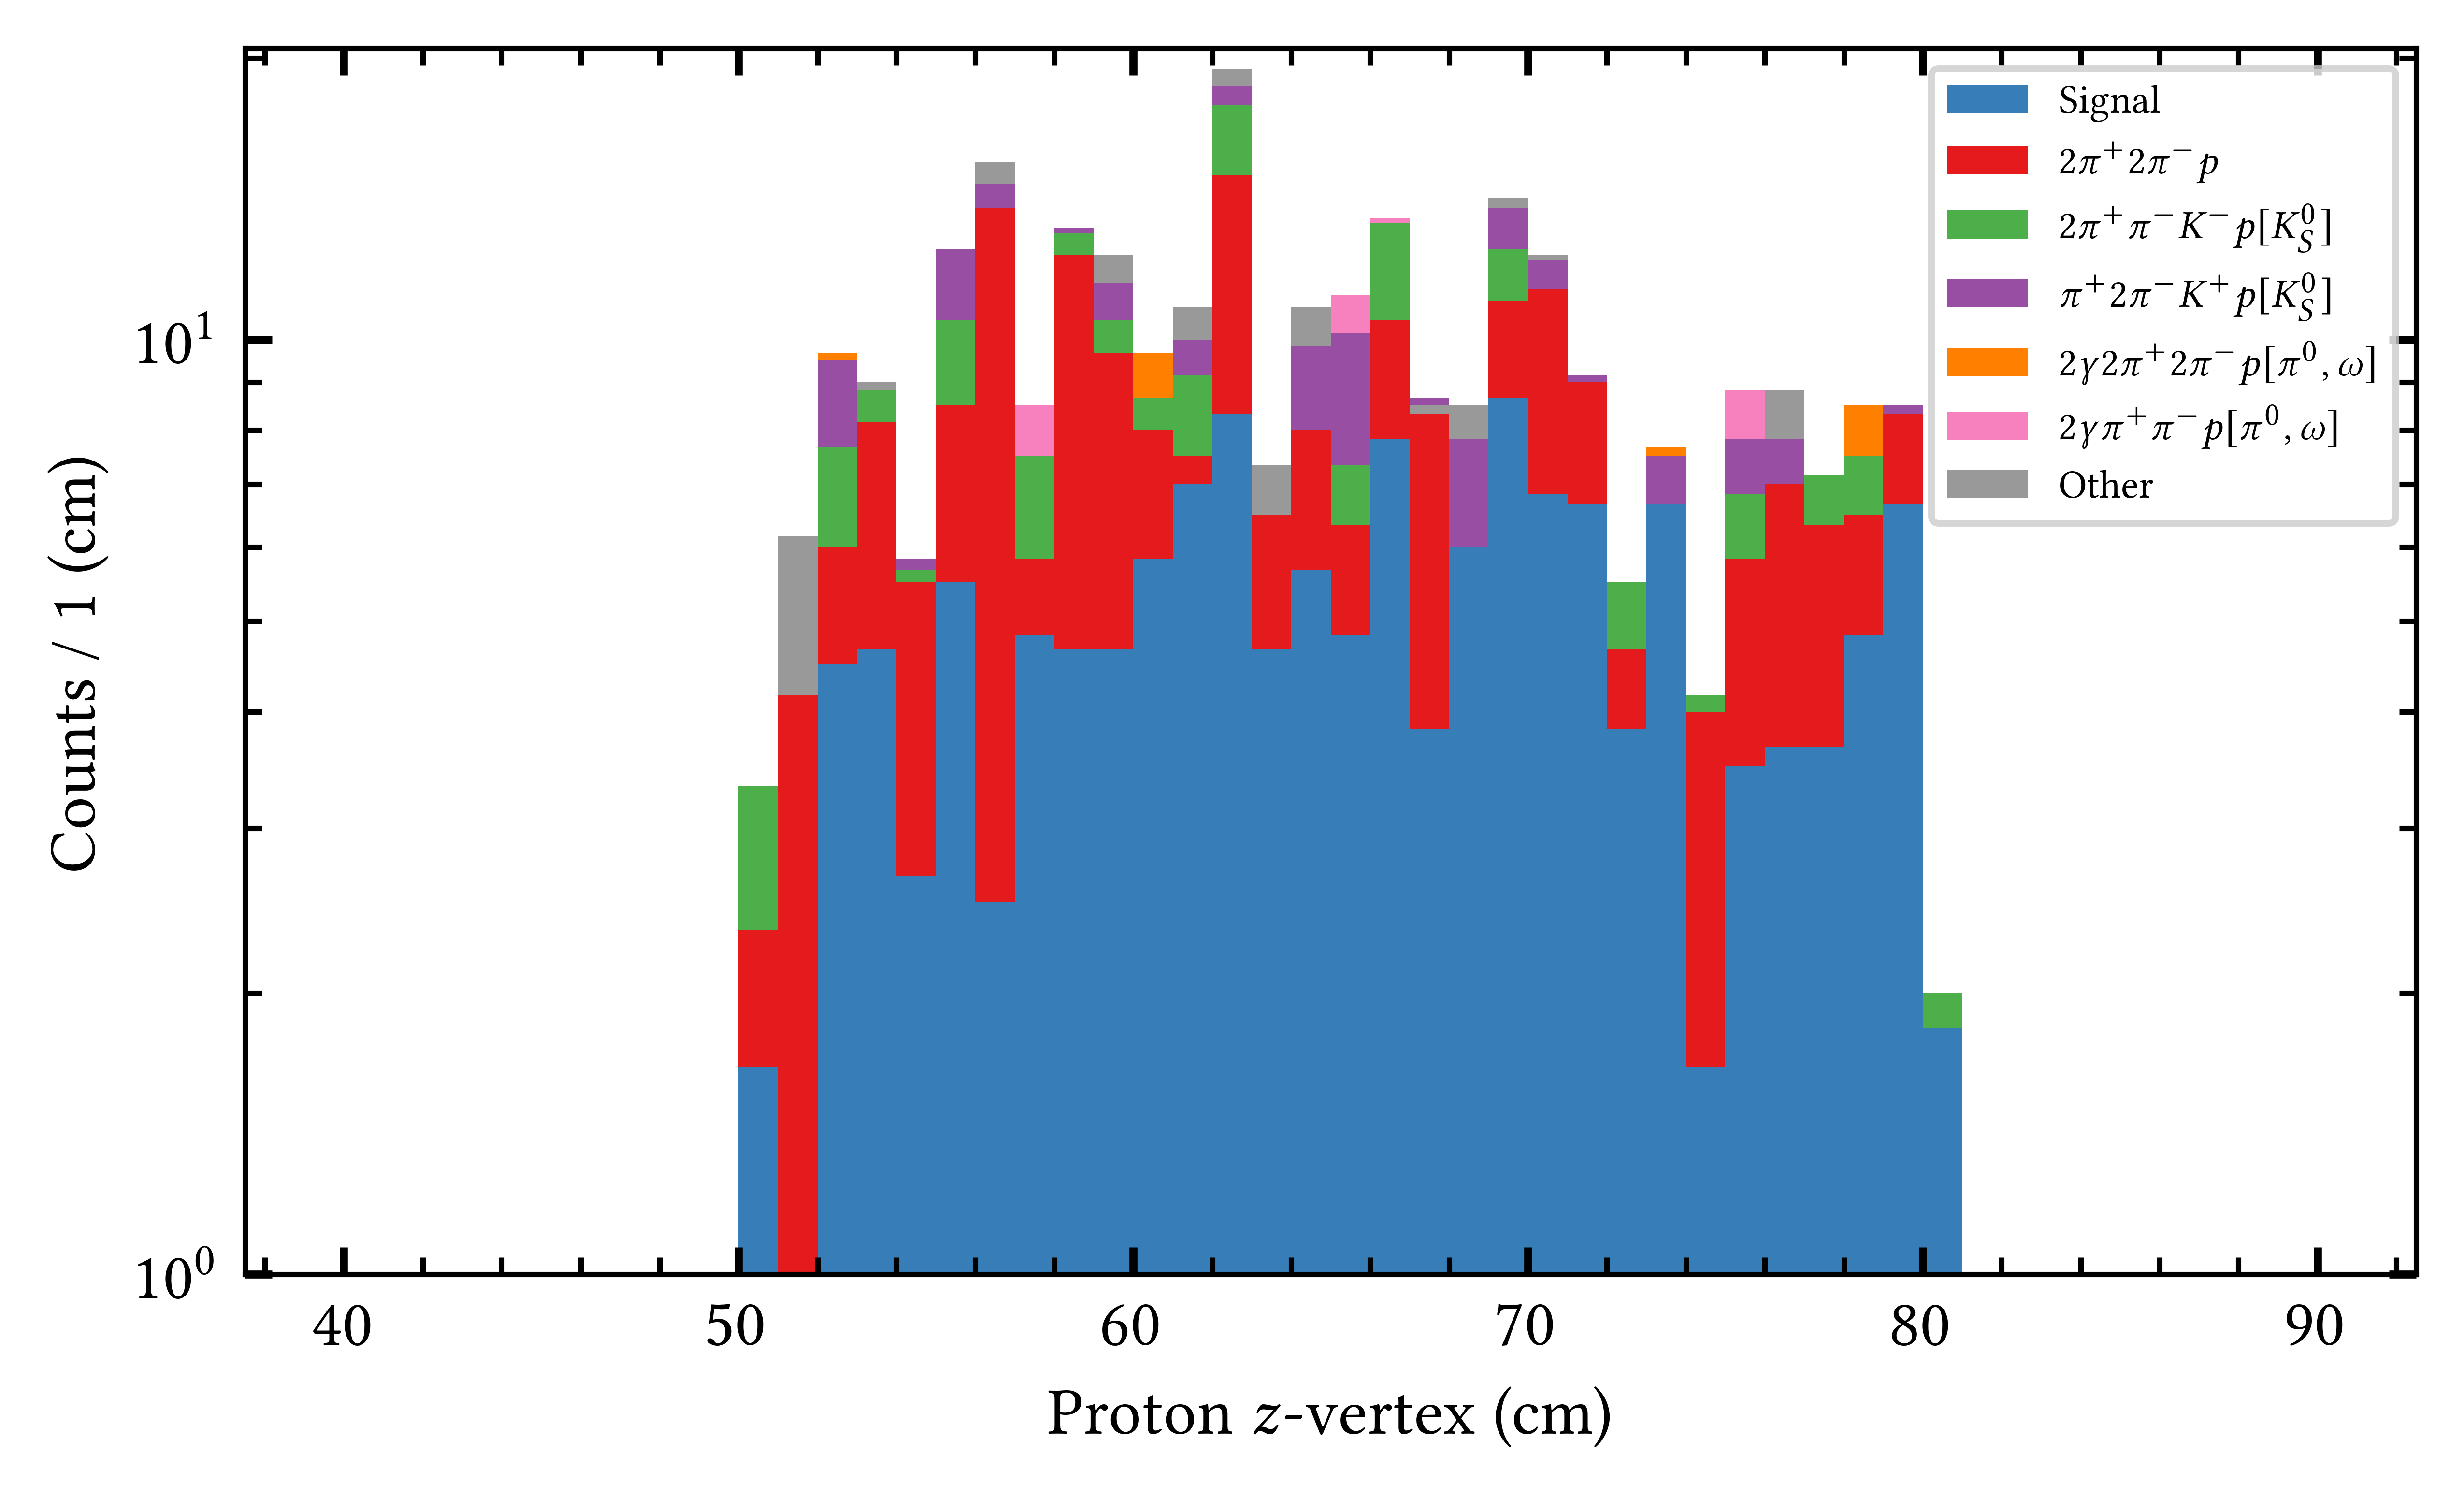 Counts / 1 (cm)
10¹
10⁰
40 50 60 70 80 90
Proton z-vertex (cm)
Signal
2π⁺2π⁻p
2π⁺π⁻K⁻p[K⁰_S]
π⁺2π⁻K⁺p[K⁰_S]
2γ2π⁺2π⁻p[π⁰, ω]
2γπ⁺π⁻p[π⁰, ω]
Other